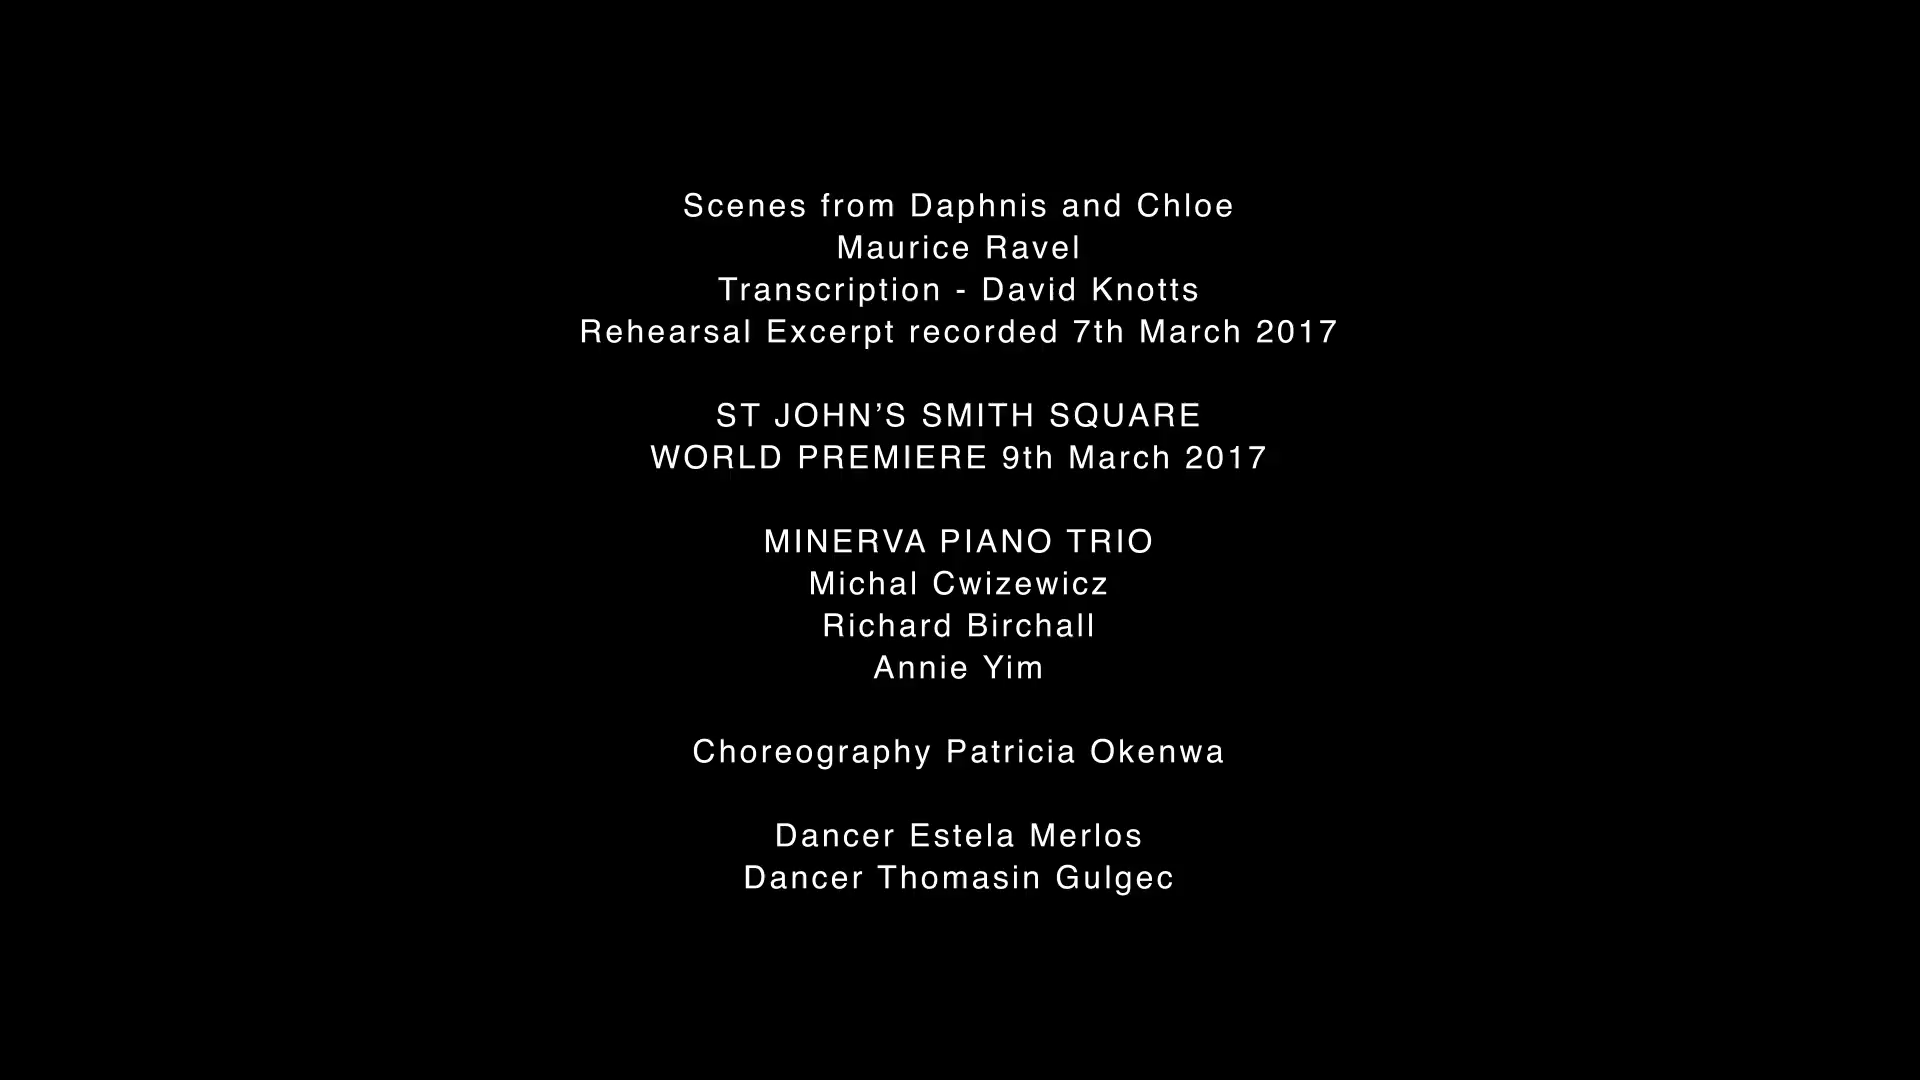 Scenes from Daphnis and Chloe
Maurice Ravel
Transcription - David Knotts
Rehearsal Excerpt recorded 7th March 2017
ST JOHN’S SMITH SQUARE
WORLD PREMIERE 9th March 2017
MINERVA PIANO TRIO
Michal Cwizewicz
Richard Birchall
Annie Yim
Choreography Patricia Okenwa
Dancer Estela Merlos
Dancer Thomasin Gulgec